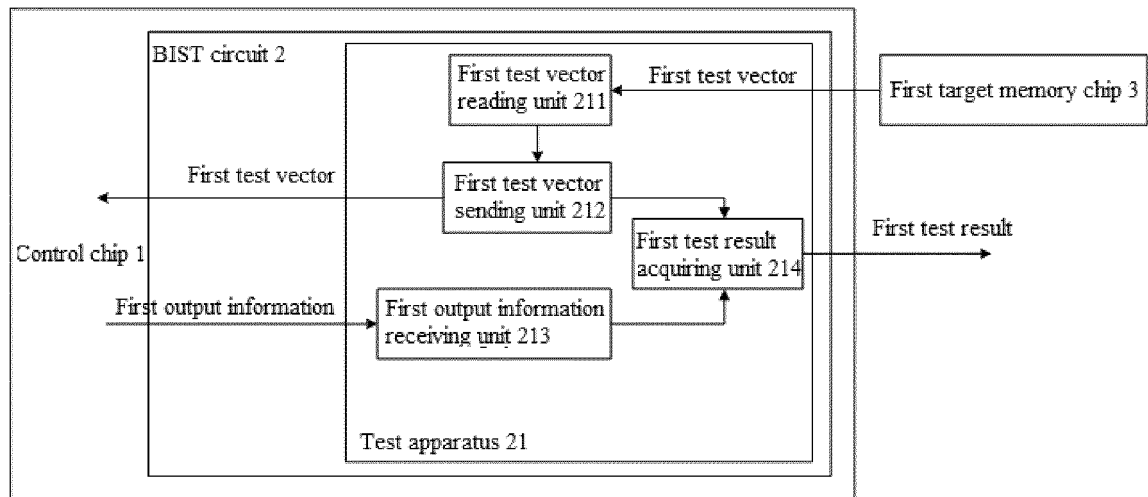 BIST circuit 2
First test vector
reading unit 211
First test vector
First target memory chip 3
First test vector
First test vector
sending unit 212
Control chip 1
First test result
acquiring unit 214
First test result
First output information
First output information
receiving unit 213
Test apparatus 21